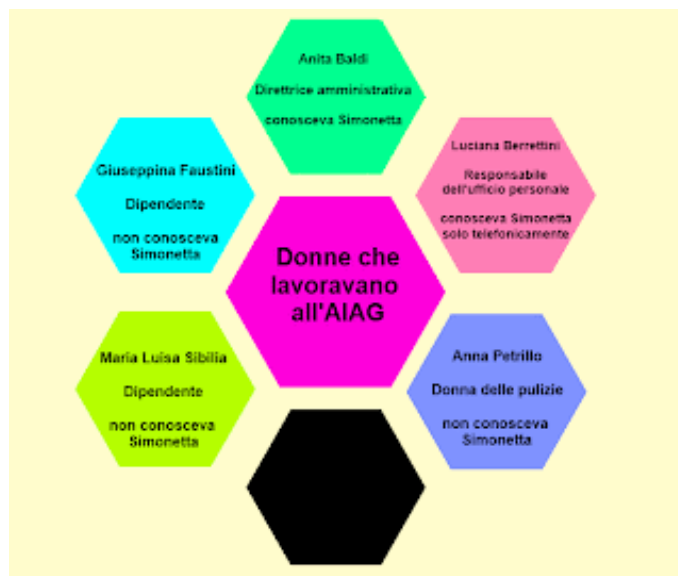 Anita Baldi
Direttrice amministrativa
conosceva Simonetta
Giuseppina Faustini
Dipendente
non conosceva
Simonetta
Luciana Berrettini
Responsabile
dell'ufficio personale
conosceva Simonetta
solo telefonicamente
Donne che
lavoravano
all'AIAG
Maria Luisa Sibilia
Dipendente
non conosceva
Simonetta
Anna Petrillo
Donna delle pulizie
non conosceva
Simonetta